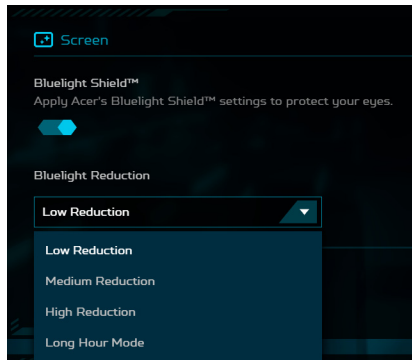 Screen
Bluelight Shield™
Apply Acer's Bluelight Shield™ settings to protect your eyes.
Bluelight Reduction
Low Reduction
Low Reduction
Medium Reduction
High Reduction
Long Hour Mode